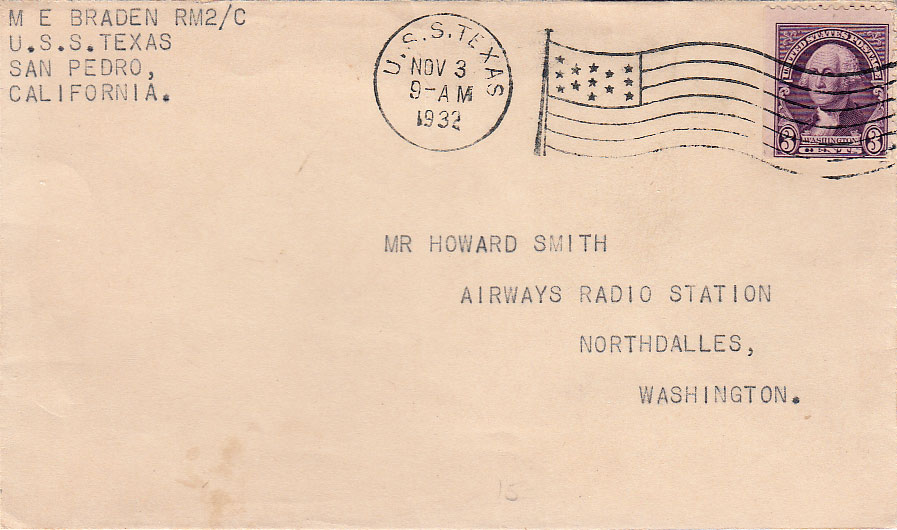 M E BRADEN RM2/C
U.S.S.TEXAS
SAN PEDRO,
CALIFORNIA.
U.S.S.TEXAS
NOV 3
9-AM
1932
UNITED STATES POSTAGE
3 WASHINGTON 3
CENTS
MR HOWARD SMITH
AIRWAYS RADIO STATION
NORTHDALLES,
WASHINGTON.
15